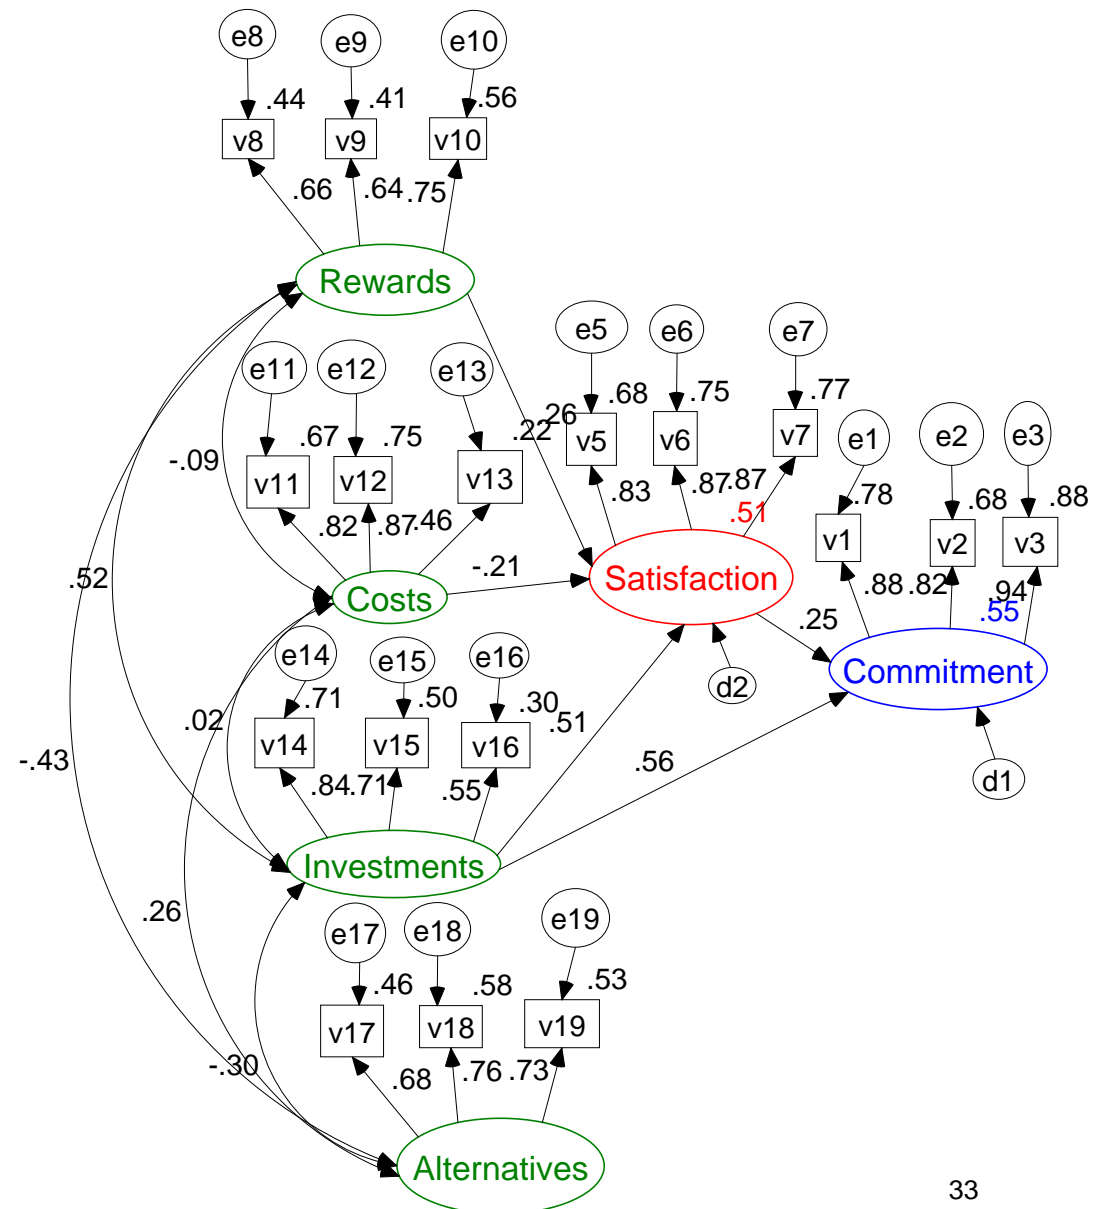 e8
e9
e10
.44
.41
.56
v8
v9
v10
.66
.64
.75
Rewards
e5
e6
e7
e11
e12
e13
.68
.75
.77
.26
.22
.67
.75
v5
v6
v7
e1
e2
e3
-.09
v11
v12
v13
.83
.87
.87
.78
.68
.88
.82
.87
.46
.51
v1
v2
v3
-.21
Satisfaction
.52
Costs
.88
.82
.94
.55
.25
e14
e15
e16
Commitment
d2
.71
.50
.30
.02
.51
v14
v15
v16
-.43
.56
d1
.84
.71
.55
Investments
.26
e17
e18
e19
.46
.58
.53
v17
v18
v19
-.30
.68
.76
.73
Alternatives
33